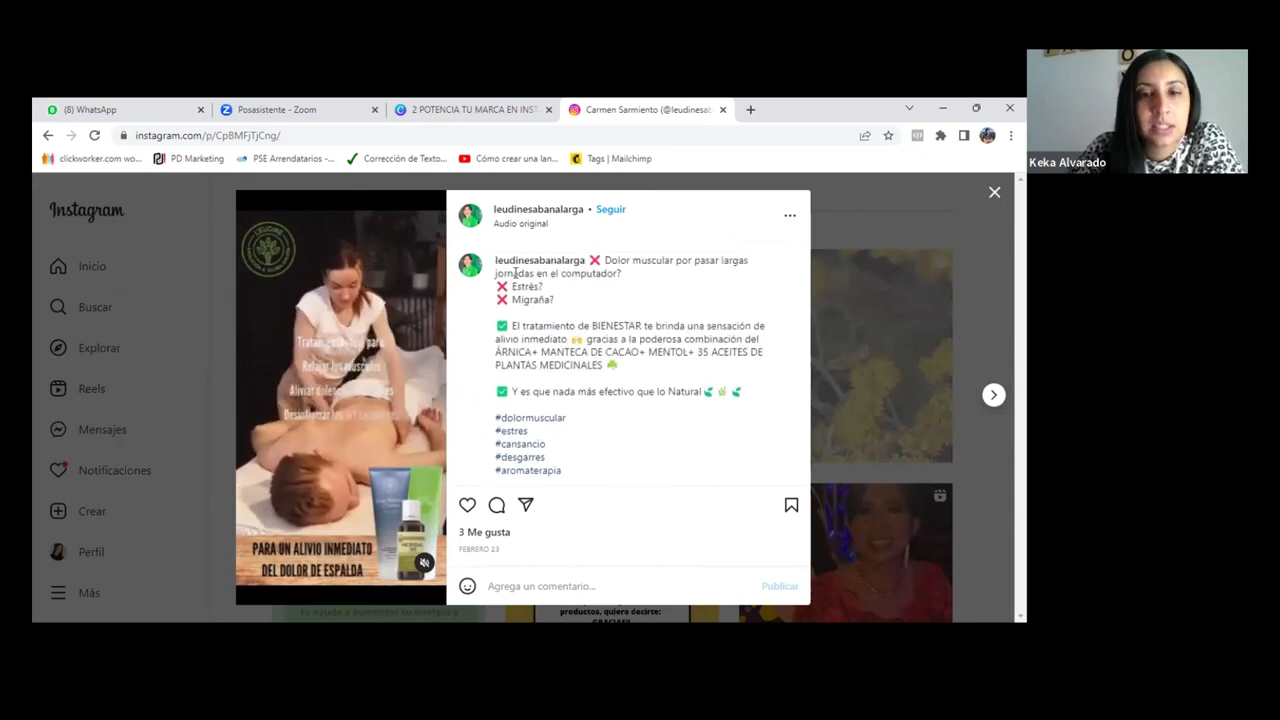 (8) WhatsApp
Posasistente - Zoom
2 POTENCIA TU MARCA EN INST
Carmen Sarmiento (@leudinesab
instagram.com/p/CpBMFjTjCng/
clickworker.com wo...
PD Marketing
PSE Arrendatarios -...
Corrección de Texto...
Cómo crear una lan...
Tags | Mailchimp
Keka Alvarado
Instagram
Inicio
Buscar
Explorar
Reels
Mensajes
Notificaciones
Crear
Perfil
Más
LEUDINE
Relajar los músculos
PARA UN ALIVIO INMEDIATO
DEL DOLOR DE ESPALDA
leudinesabanalarga • Seguir
Audio original
leudinesabanalarga ❌ Dolor muscular por pasar largas
jornadas en el computador?
❌ Estrés?
❌ Migraña?
✅ El tratamiento de BIENESTAR te brinda una sensación de
alivio inmediato 🙌 gracias a la poderosa combinación del
ÁRNICA+ MANTECA DE CACAO+ MENTOL+ 35 ACEITES DE
PLANTAS MEDICINALES ☘️
✅ Y es que nada más efectivo que lo Natural🍃 🌿 🍃
#dolormuscular
#estres
#cansancio
#desgarres
#aromaterapia
3 Me gusta
FEBRERO 23
Agrega un comentario...
Publicar
productos, quiero decirte: